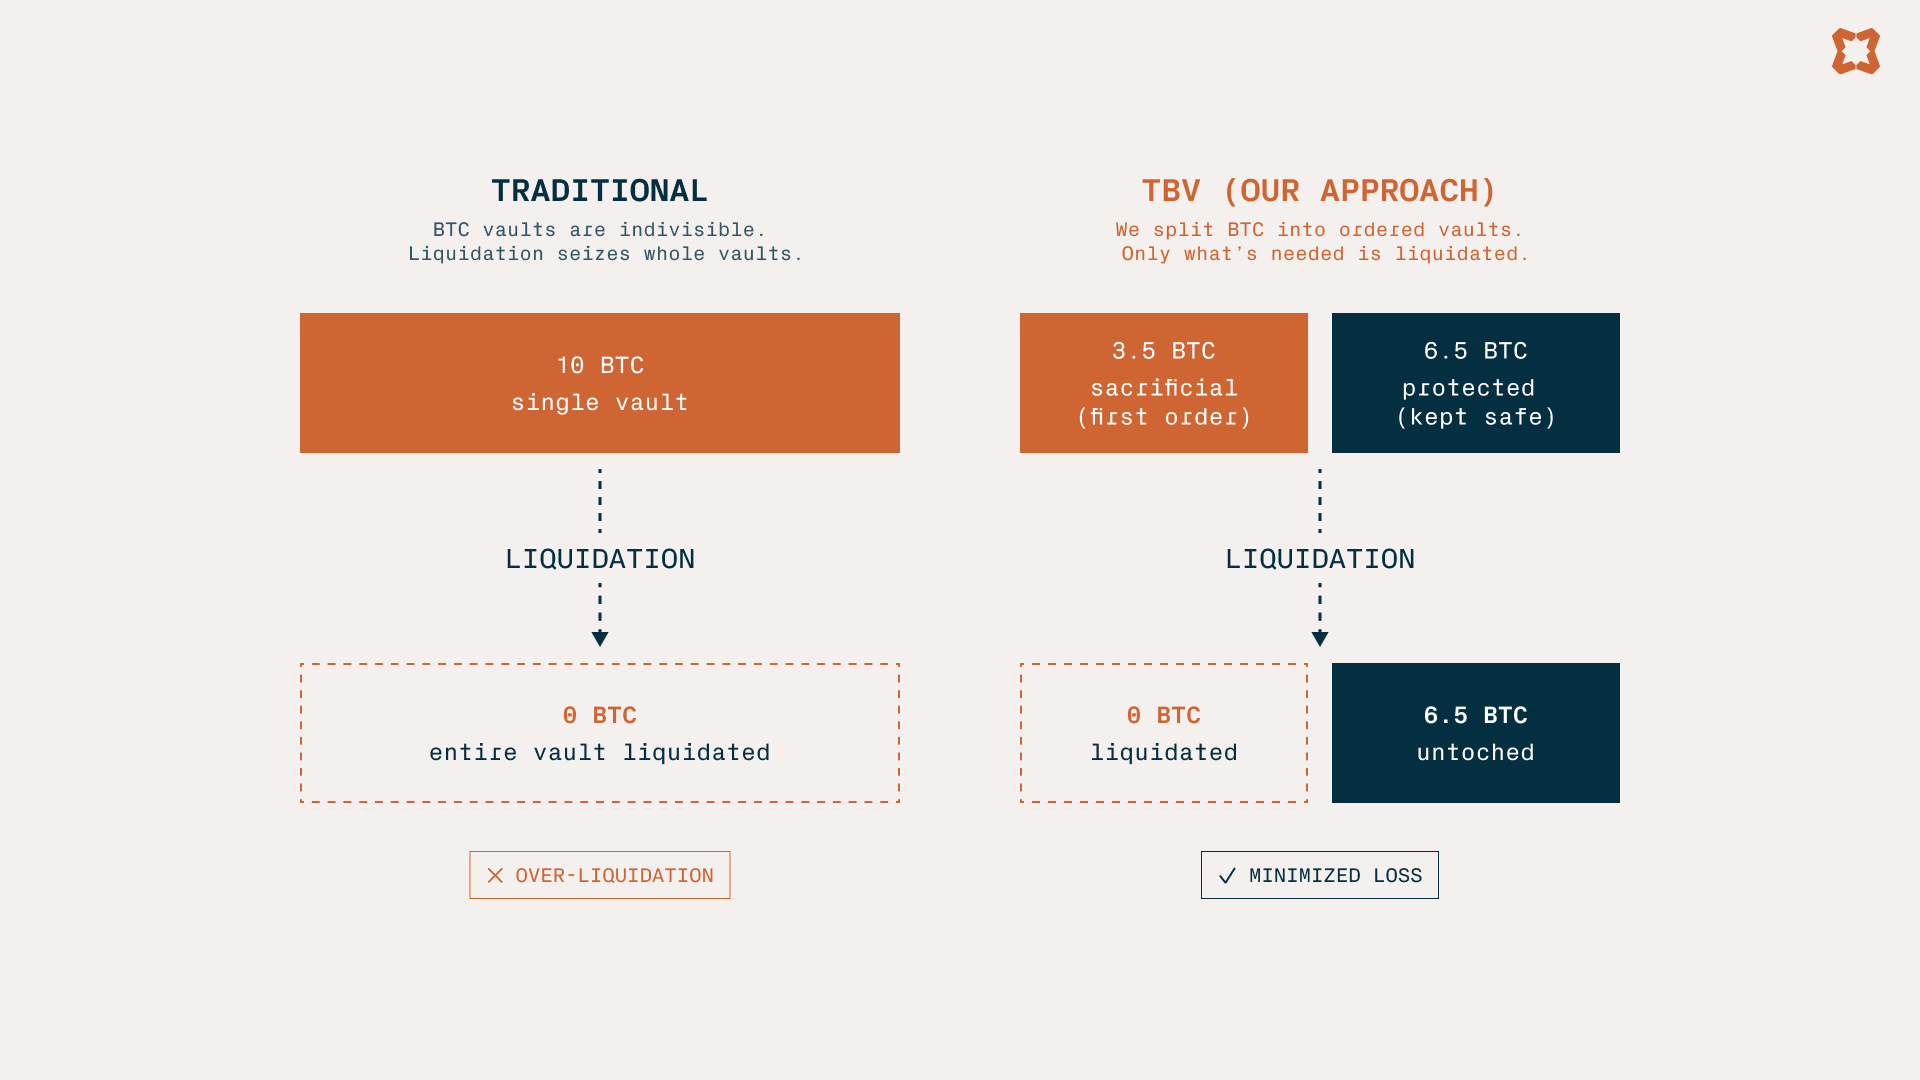 TRADITIONAL
BTC vaults are indivisible.
Liquidation seizes whole vaults.
10 BTC
single vault
LIQUIDATION
0 BTC
entire vault liquidated
× OVER-LIQUIDATION
TBV (OUR APPROACH)
We split BTC into ordered vaults.
Only what's needed is liquidated.
3.5 BTC
sacrificial
(first order)
6.5 BTC
protected
(kept safe)
LIQUIDATION
0 BTC
liquidated
6.5 BTC
untoched
✓ MINIMIZED LOSS